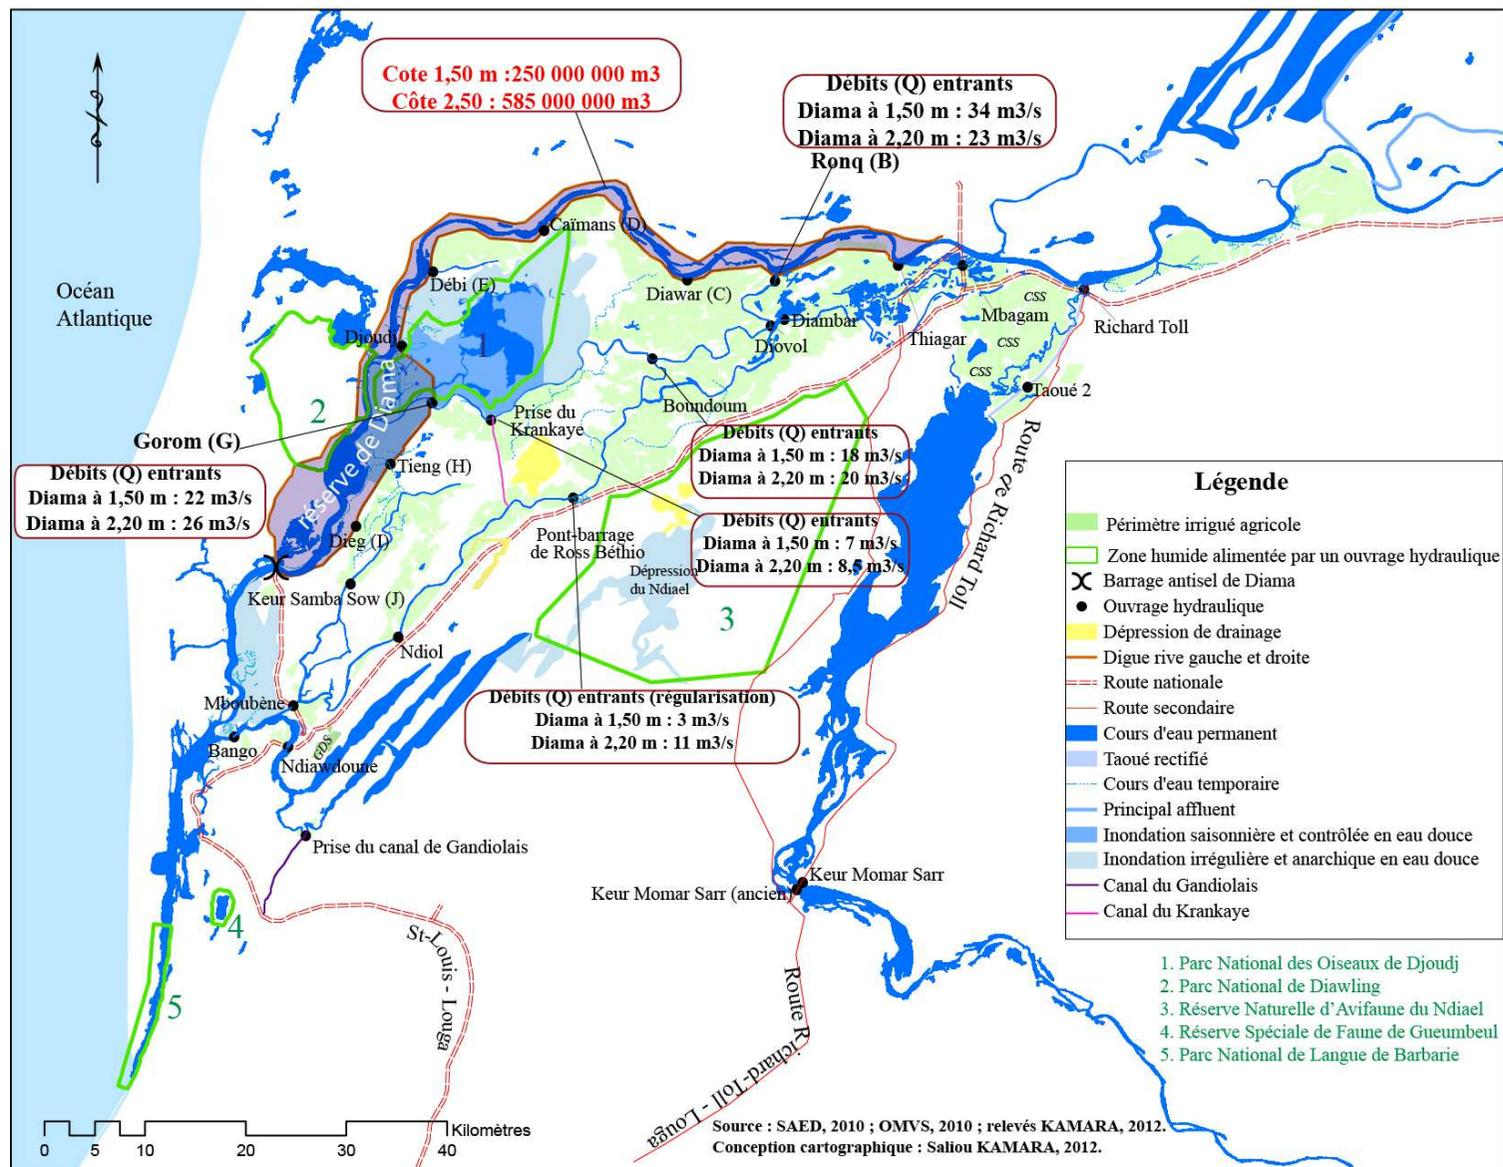 Cote 1,50 m :250 000 000 m3
Côte 2,50 : 585 000 000 m3
Débits (Q) entrants
Diama à 1,50 m : 34 m3/s
Diama à 2,20 m : 23 m3/s
Ronq (B)
Caïmans (D)
Débi (E)
Diawar (C)
Océan
Atlantique
Djoudj
Diambar
Diovol
Thiagar
CSS
Mbagam
CSS
CSS
Richard Toll
Taoué 2
1
2
réserve de Diama
Boundoum
Prise du
Krankaye
Gorom (G)
Débits (Q) entrants
Diama à 1,50 m : 22 m3/s
Diama à 2,20 m : 26 m3/s
Tieng (H)
Débits (Q) entrants
Diama à 1,50 m : 18 m3/s
Diama à 2,20 m : 20 m3/s
Débits (Q) entrants
Diama à 1,50 m : 7 m3/s
Diama à 2,20 m : 8,5 m3/s
Dieg (I)
Pont-barrage
de Ross Béthio
Dépression
du Ndiael
3
Route de Richard Toll
Keur Samba Sow (J)
Ndiol
Débits (Q) entrants (régularisation)
Diama à 1,50 m : 3 m3/s
Diama à 2,20 m : 11 m3/s
Mboubène
Bango
Ndiawdoune
GDS
Prise du canal de Gandiolais
Keur Momar Sarr
Keur Momar Sarr (ancien)
4
5
St-Louis - Louga
Route Richard-Toll - Louga
Légende
Périmètre irrigué agricole
Zone humide alimentée par un ouvrage hydraulique
Barrage antisel de Diama
Ouvrage hydraulique
Dépression de drainage
Digue rive gauche et droite
Route nationale
Route secondaire
Cours d'eau permanent
Taoué rectifié
Cours d'eau temporaire
Principal affluent
Inondation saisonnière et contrôlée en eau douce
Inondation irrégulière et anarchique en eau douce
Canal du Gandiolais
Canal du Krankaye
1. Parc National des Oiseaux de Djoudj
2. Parc National de Diawling
3. Réserve Naturelle d’Avifaune du Ndiael
4. Réserve Spéciale de Faune de Gueumbeul
5. Parc National de Langue de Barbarie
Kilomètres
0 5 10 20 30 40
Source : SAED, 2010 ; OMVS, 2010 ; relevés KAMARA, 2012.
Conception cartographique : Saliou KAMARA, 2012.